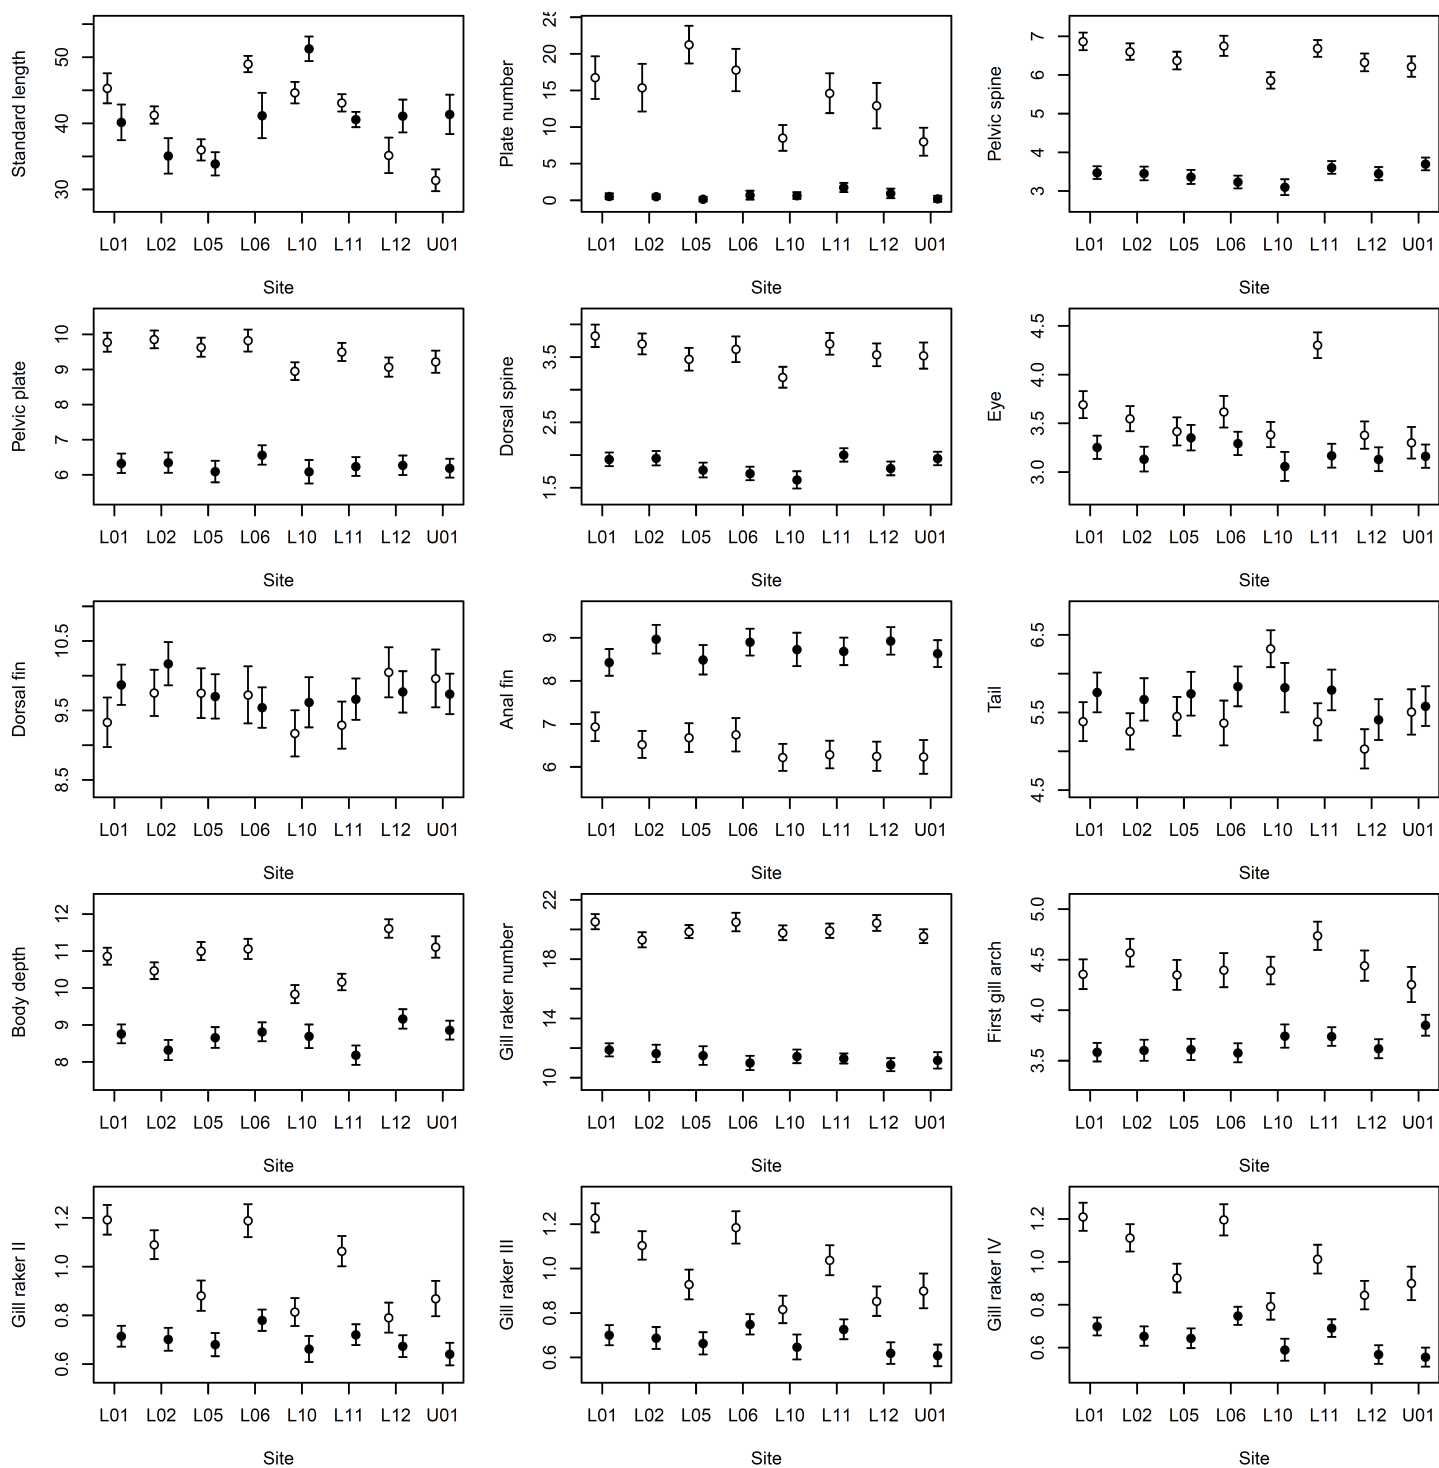 Standard length
50
40
30
L01 L02 L05 L06 L10 L11 L12 U01
Site
Plate number
25
20
15
10
5
0
L01 L02 L05 L06 L10 L11 L12 U01
Site
Pelvic spine
7
6
5
4
3
L01 L02 L05 L06 L10 L11 L12 U01
Site
Pelvic plate
10
9
8
7
6
L01 L02 L05 L06 L10 L11 L12 U01
Site
Dorsal spine
3.5
2.5
1.5
L01 L02 L05 L06 L10 L11 L12 U01
Site
Eye
4.5
4.0
3.5
3.0
L01 L02 L05 L06 L10 L11 L12 U01
Site
Dorsal fin
10.5
9.5
8.5
L01 L02 L05 L06 L10 L11 L12 U01
Site
Anal fin
9
8
7
6
L01 L02 L05 L06 L10 L11 L12 U01
Site
Tail
6.5
5.5
4.5
L01 L02 L05 L06 L10 L11 L12 U01
Site
Body depth
12
11
10
9
8
L01 L02 L05 L06 L10 L11 L12 U01
Site
Gill raker number
22
18
14
10
L01 L02 L05 L06 L10 L11 L12 U01
Site
First gill arch
5.0
4.5
4.0
3.5
L01 L02 L05 L06 L10 L11 L12 U01
Site
Gill raker II
1.2
1.0
0.8
0.6
L01 L02 L05 L06 L10 L11 L12 U01
Site
Gill raker III
1.2
1.0
0.8
0.6
L01 L02 L05 L06 L10 L11 L12 U01
Site
Gill raker IV
1.2
1.0
0.8
0.6
L01 L02 L05 L06 L10 L11 L12 U01
Site